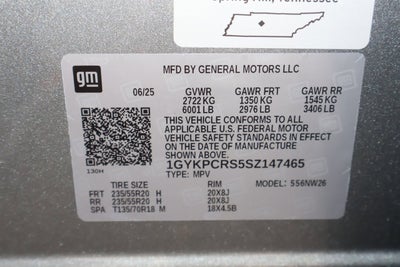 Spring Hill, Tennessee
gm
MFD BY GENERAL MOTORS LLC
06/25 GVWR GAWR FRT GAWR RR
2722 KG 1350 KG 1545 KG
6001 LB 2976 LB 3406 LB
THIS VEHICLE CONFORMS TO ALL
APPLICABLE U.S. FEDERAL MOTOR
VEHICLE SAFETY STANDARDS IN EFFECT
ON THE DATE OF MANUFACTURE
SHOWN ABOVE.
130H
1GYKPCRS5SZ147465
TYPE: MPV
TIRE SIZE RIM MODEL: 556NW26
FRT 235/55R20 H 20X8J
RR 235/55R20 H 20X8J
SPA T135/70R18 M 18X4.5B